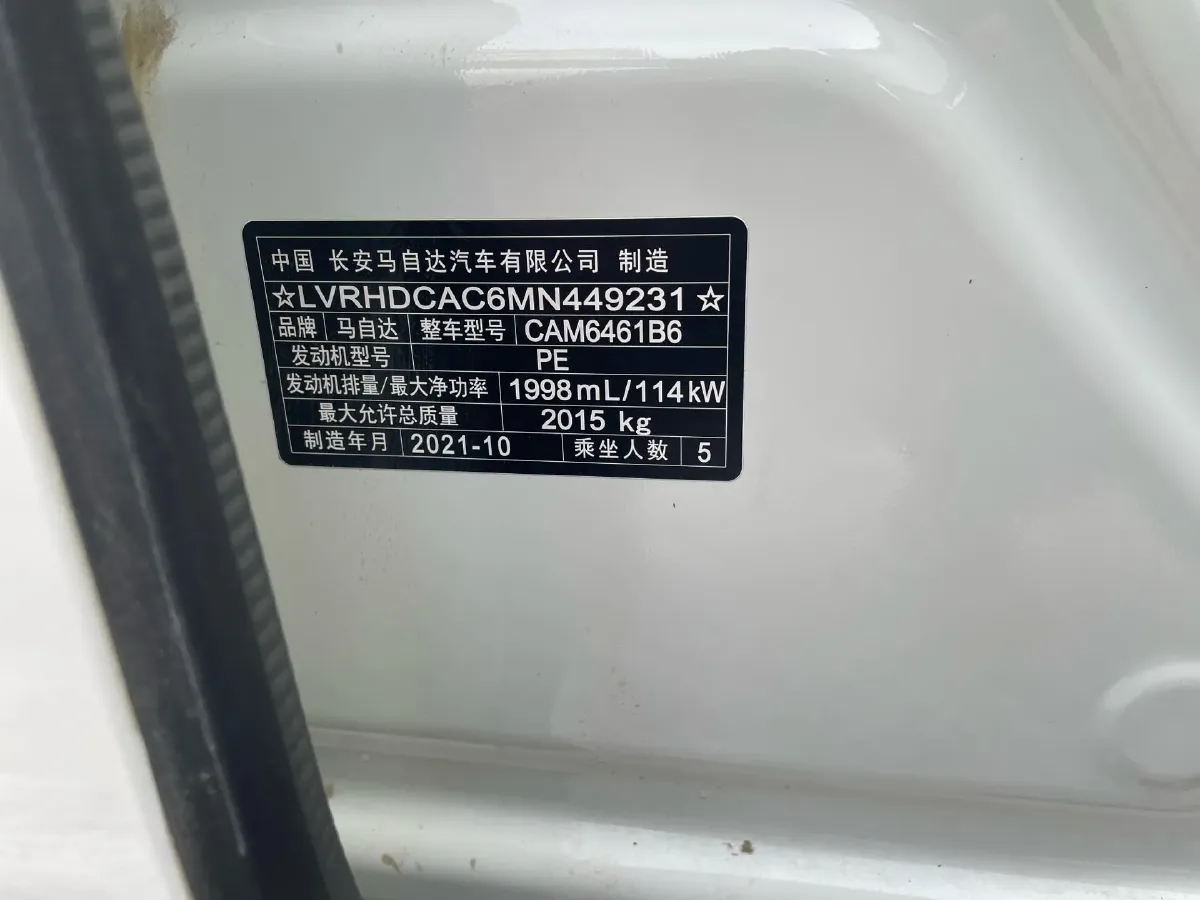 中国 长安马自达汽车有限公司 制造
☆LVRHDCAC6MN449231☆
品牌 马自达 整车型号 CAM6461B6
发动机型号 PE
发动机排量/最大净功率 1998mL/114kW
最大允许总质量 2015 kg
制造年月 2021-10 乘坐人数 5